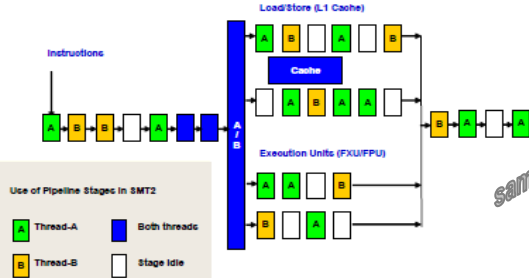 Load/Store (L1 Cache)
A B A B
Instructions
Cache
A B A A
A B B A
A/B
B A A
Execution Units (FXU/FPU)
A A B
B A
Use of Pipeline Stages in SMT2
A Thread-A Both threads
B Thread-B Stage Idle
sam